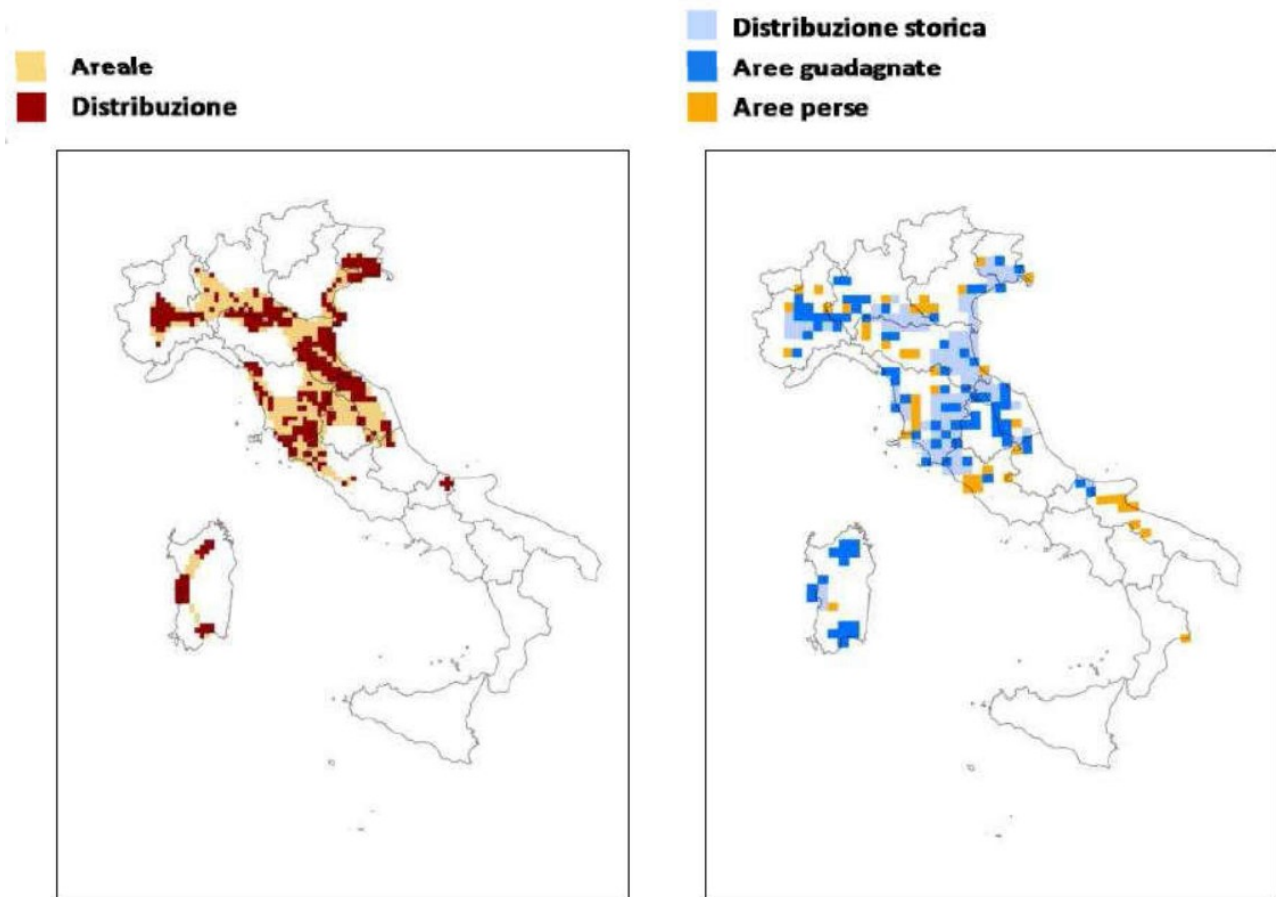 Areale
Distribuzione
Distribuzione storica
Aree guadagnate
Aree perse